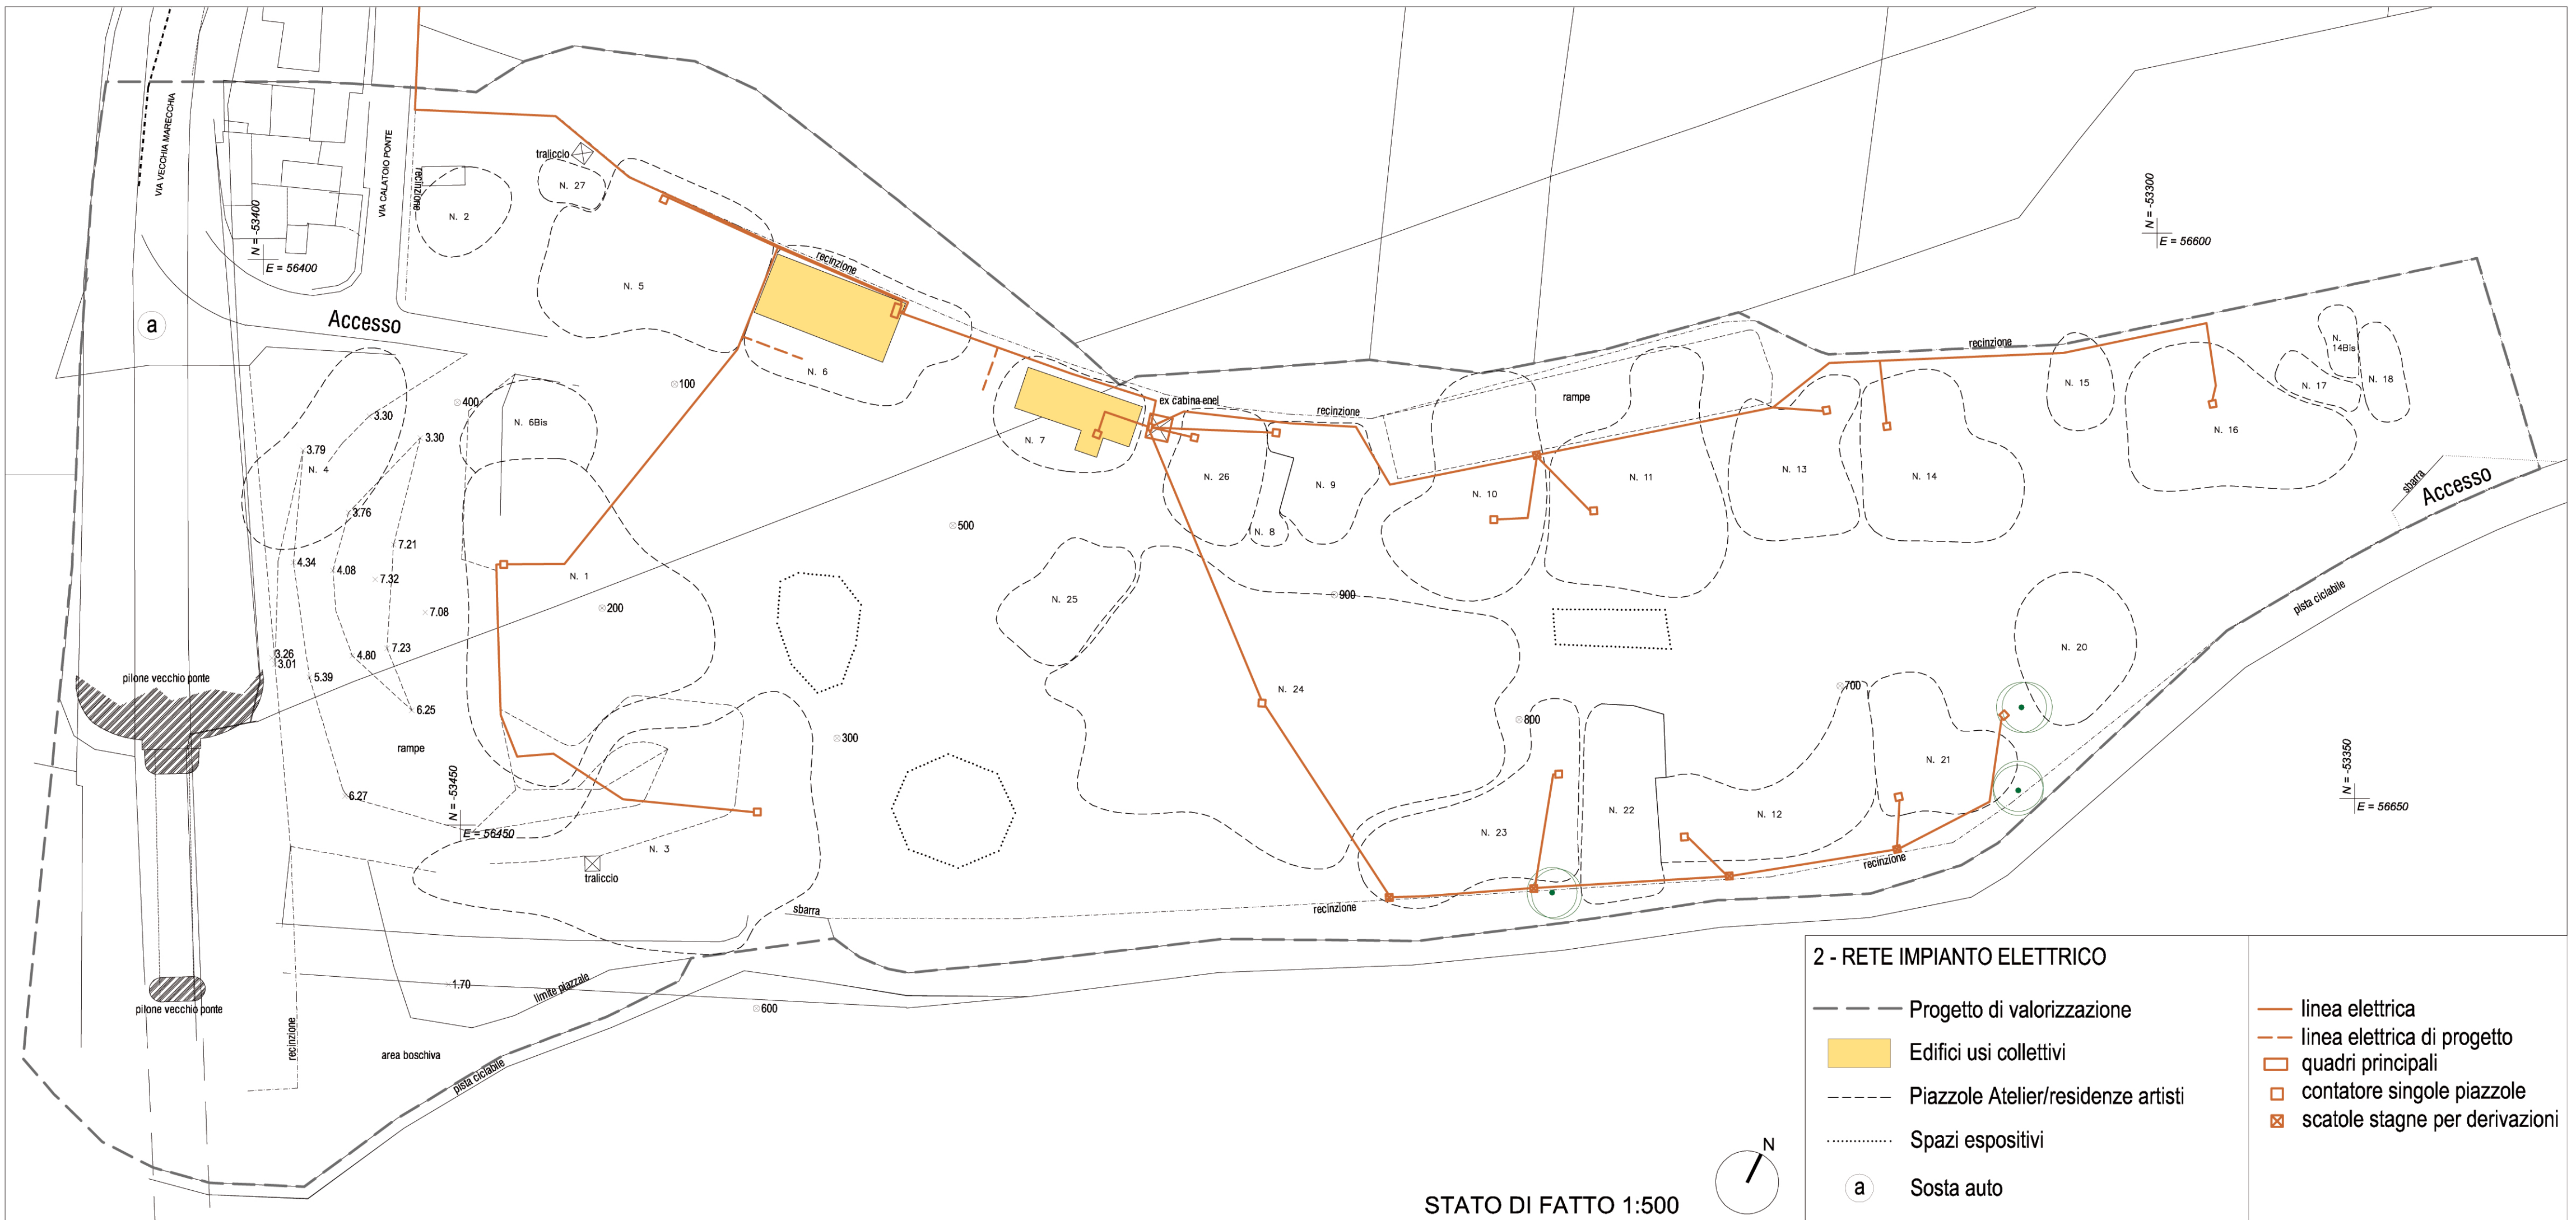 VIA VECCHIA MARECCHIA
VIA CALATOIO PONTE
recinzione
traliccio
N. 27
N. 2
N = -53400
E = 56400
N. 5
recinzione
a
Accesso
N. 6
100
400
N. 6Bis
3.30
3.30
3.79
N. 4
3.76
7.21
4.34
4.08
7.32
7.08
N. 1
200
3.26
3.01
4.80
7.23
5.39
6.25
pilone vecchio ponte
rampe
6.27
N = -53450
E = 56450
N. 3
traliccio
300
sbarra
1.70
limite piazzale
600
pilone vecchio ponte
recinzione
area boschiva
pista ciclabile
N. 7
ex cabina enel
500
N. 26
N. 8
N. 9
recinzione
rampe
N. 10
N. 11
N. 13
N. 14
recinzione
N. 15
N. 16
N.
14Bis
N. 17
N. 18
N = -53300
E = 56600
sbarra
Accesso
pista ciclabile
N. 25
900
N. 24
N. 20
700
800
N. 21
N. 22
N. 12
N. 23
recinzione
recinzione
N = -53350
E = 56650
2 - RETE IMPIANTO ELETTRICO
Progetto di valorizzazione
Edifici usi collettivi
Piazzole Atelier/residenze artisti
Spazi espositivi
a
Sosta auto
linea elettrica
linea elettrica di progetto
quadri principali
contatore singole piazzole
scatole stagne per derivazioni
N
STATO DI FATTO 1:500